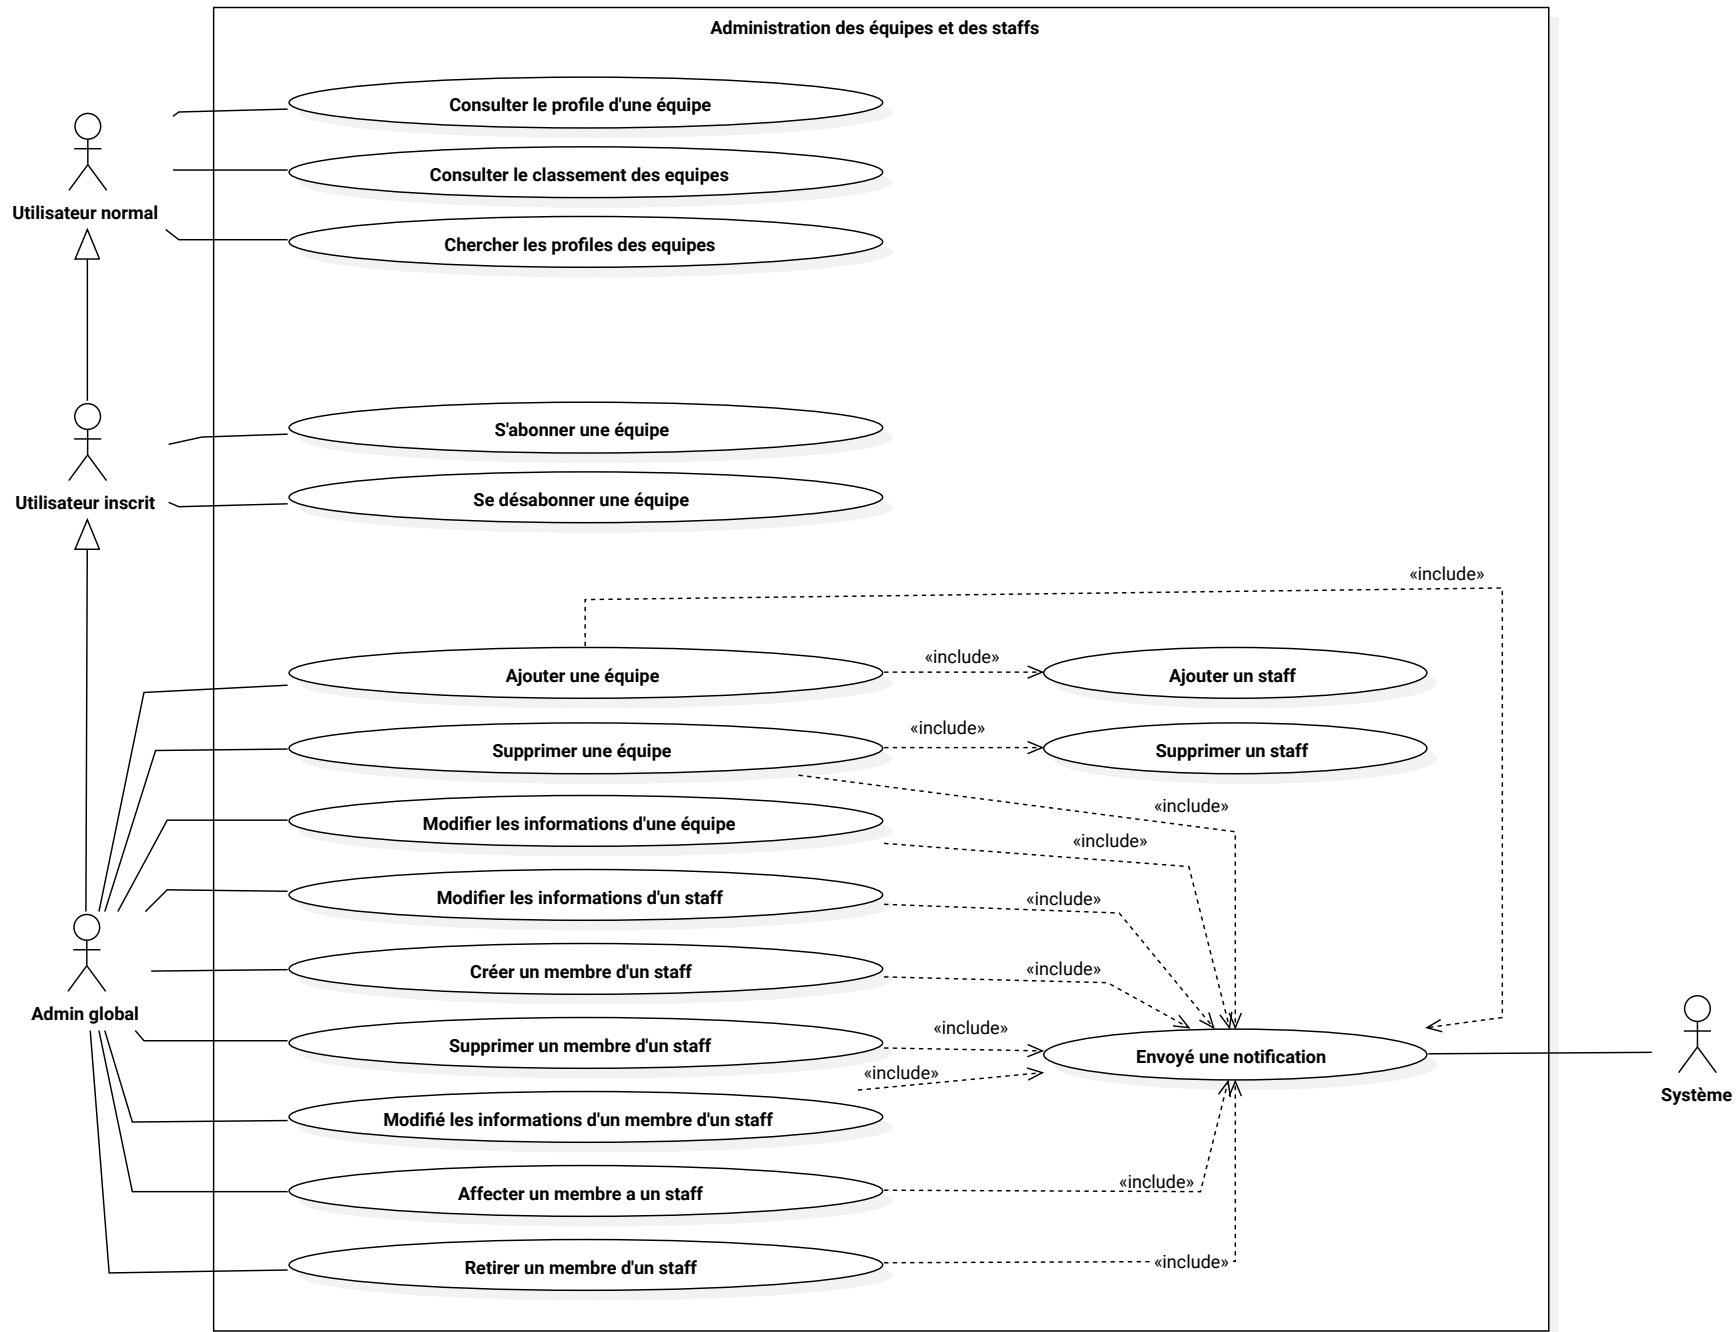 Administration des équipes et des staffs
Consulter le profile d'une équipe
Consulter le classement des equipes
Utilisateur normal
Chercher les profiles des equipes
S'abonner une équipe
Utilisateur inscrit
Se désabonner une équipe
«include»
Ajouter une équipe
«include»
Ajouter un staff
Supprimer une équipe
«include»
Supprimer un staff
«include»
Modifier les informations d'une équipe
«include»
Modifier les informations d'un staff
«include»
Créer un membre d'un staff
«include»
Admin global
Supprimer un membre d'un staff
«include»
Envoyé une notification
«include»
Système
Modifié les informations d'un membre d'un staff
Affecter un membre a un staff
«include»
Retirer un membre d'un staff
«include»